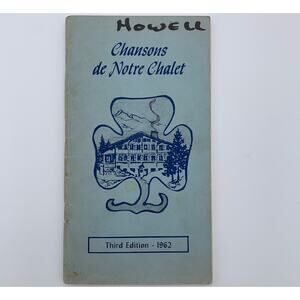 HOWELL
Chansons
de Notre Chalet
Third Edition - 1962